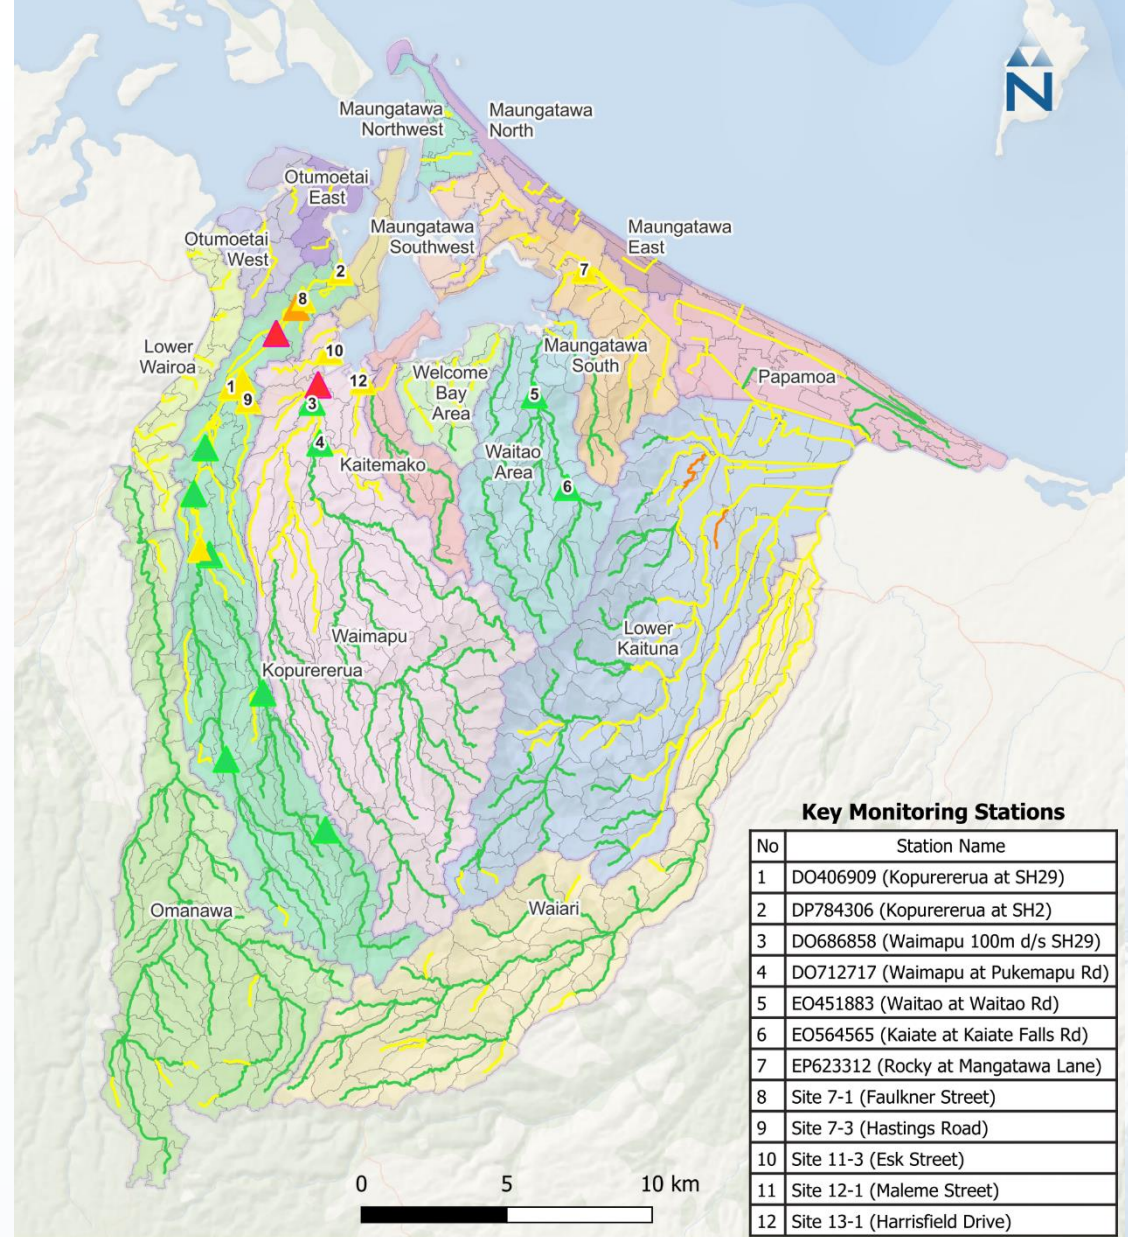 N
Maungatawa
Northwest
Maungatawa
North
Otumoetai
East
Otumoetai
West
Maungatawa
Southwest
Maungatawa
East
2
7
8
Lower
Wairoa
10
Maungatawa
South
1
9
3
12
Welcome
Bay
Area
5
Papamoa
4
Kaitemako
Waitao
Area
6
Waimapu
Lower
Kaituna
Kopurererua
Omanawa
Waiari
Key Monitoring Stations
No Station Name
1 DO406909 (Kopurererua at SH29)
2 DP784306 (Kopurererua at SH2)
3 DO686858 (Waimapu 100m d/s SH29)
4 DO712717 (Waimapu at Pukemapu Rd)
5 EO451883 (Waitao at Waitao Rd)
6 EO564565 (Kaiate at Kaiate Falls Rd)
7 EP623312 (Rocky at Mangatawa Lane)
8 Site 7-1 (Faulkner Street)
9 Site 7-3 (Hastings Road)
10 Site 11-3 (Esk Street)
11 Site 12-1 (Maleme Street)
12 Site 13-1 (Harrisfield Drive)
0 5 10 km